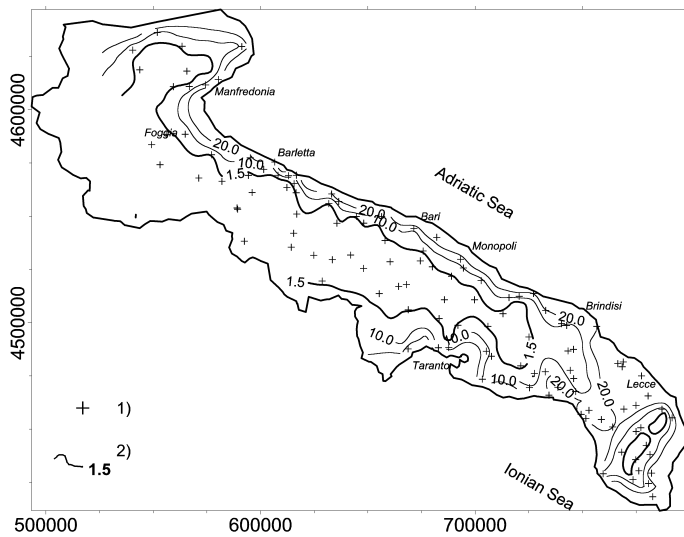 Manfredonia
4600000
Foggia
20.0
Barletta
10.0
1.5
Adriatic Sea
20.0
Bari
10.0
Monopoli
1.5
Brindisi
20.0
4500000
10.0
0.0
1.5
Taranto
10.0
20.0
20.0
Lecce
1)
2)
1.5
Ionian Sea
500000
600000
700000